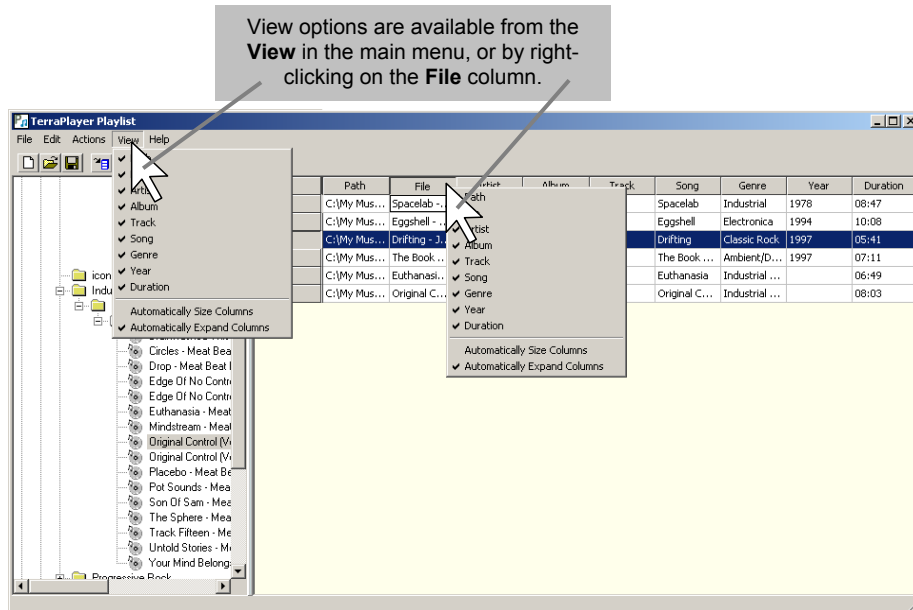 View options are available from the
View in the main menu, or by right-
clicking on the File column.
TerraPlayer Playlist
File Edit Actions View Help
Album
Track
Song
Genre
Year
Duration
Automatically Size Columns
Automatically Expand Columns
Path File Artist Album Track Song Genre Year Duration
C:\My Mus... Spacelab -... Spacelab Industrial 1978 08:47
C:\My Mus... Eggshell -... Eggshell Electronica 1994 10:08
C:\My Mus... Drifting - J... Drifting Classic Rock 1997 05:41
C:\My Mus... The Book ... The Book ... Ambient/D... 1997 07:11
C:\My Mus... Euthanasi... Euthanasia Industrial ... 06:49
C:\My Mus... Original C... Original C... Industrial ... 08:03
Path
Artist
Album
Track
Song
Genre
Year
Duration
Automatically Size Columns
Automatically Expand Columns
icon
Indu
Circles - Meat Bea
Drop - Meat Beat
Edge Of No Contr
Edge Of No Contr
Euthanasia - Meat
Mindstream - Meat
Original Control (V
Original Control (V
Placebo - Meat Be
Pot Sounds - Mea
Son Of Sam - Mea
The Sphere - Mea
Track Fifteen - Me
Untold Stories - M
Your Mind Belong
Progressive Rock